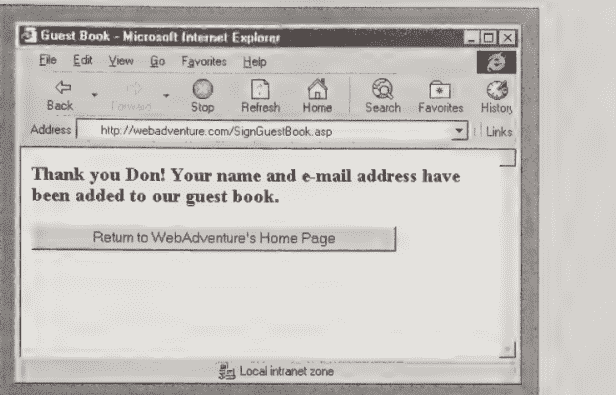 Guest Book - Microsoft Internet Explorer
File Edit View Go Favorites Help
Back Forward Stop Refresh Home Search Favorites History
Address http://webadventure.com/SignGuestBook.asp Links
Thank you Don! Your name and e-mail address have
been added to our guest book.
Return to WebAdventure's Home Page
Local intranet zone